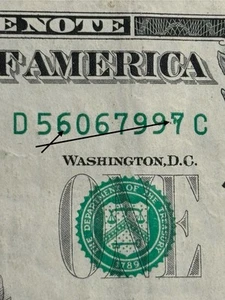 E NOTE
F AMERICA
D 56067997 C
WASHINGTON, D.C.
ONE
THE DEPARTMENT OF THE TREASURY
1789